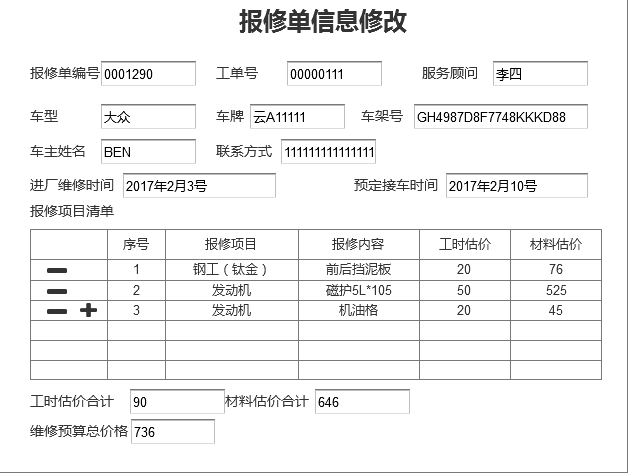 报修单信息修改
报修单编号 0001290 工单号 00000111 服务顾问 李四
车型 大众 车牌 云A11111 车架号 GH4987D8F7748KKKD88
车主姓名 BEN 联系方式 111111111111111
进厂维修时间 2017年2月3号 预定接车时间 2017年2月10号
报修项目清单
序号 报修项目 报修内容 工时估价 材料估价
1 钢工（钛金） 前后挡泥板 20 76
2 发动机 磁护5L*105 50 525
3 发动机 机油格 20 45
工时估价合计 90 材料估价合计 646
维修预算总价格 736